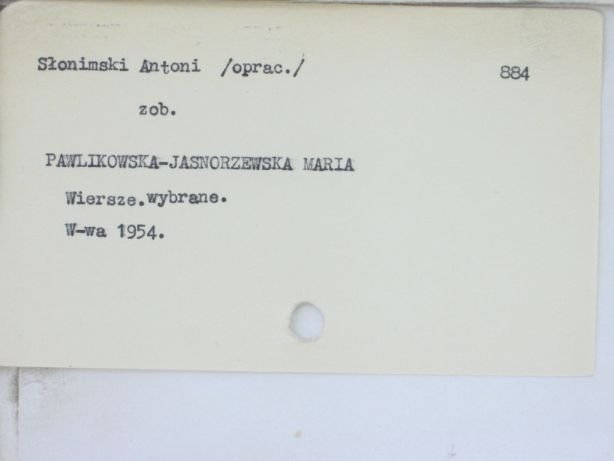 Słonimski Antoni /oprac./ 884
zob.
PAWLIKOWSKA-JASNORZEWSKA MARIA
Wiersze.wybrane.
W-wa 1954.